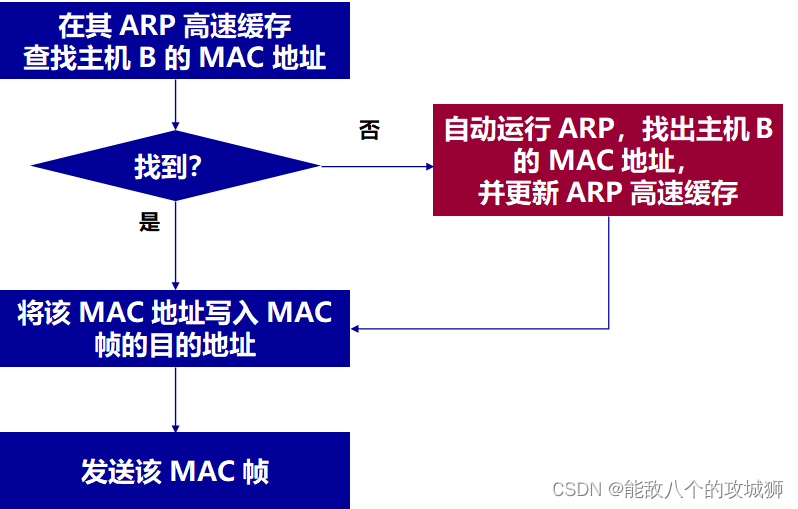 在其 ARP 高速缓存
查找主机 B 的 MAC 地址
找到？
否
自动运行 ARP，找出主机 B
的 MAC 地址，
并更新 ARP 高速缓存
是
将该 MAC 地址写入 MAC
帧的目的地址
发送该 MAC 帧
CSDN @能敌八个的攻城狮